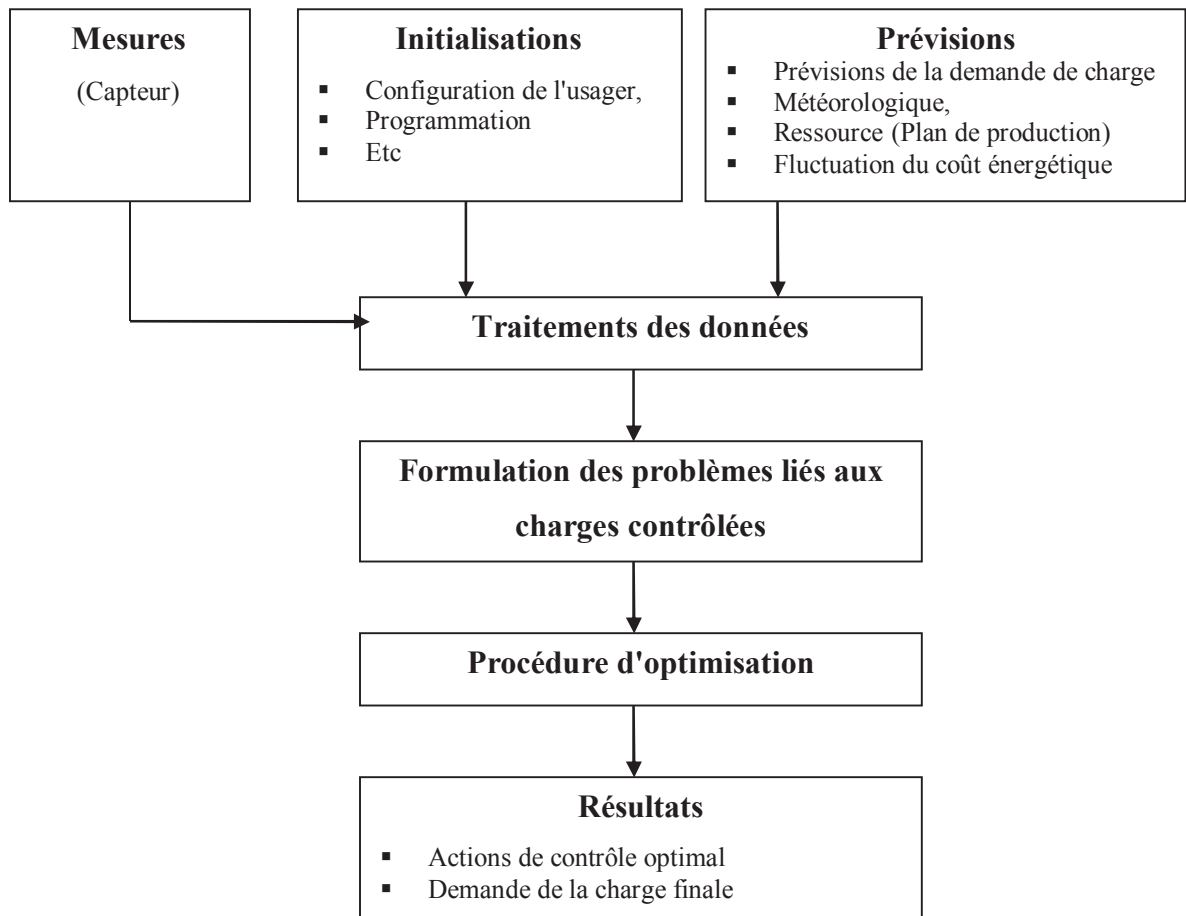 Mesures
(Capteur)
Initialisations
▪ Configuration de l'usager,
▪ Programmation
▪ Etc
Prévisions
▪ Prévisions de la demande de charge
▪ Météorologique,
▪ Ressource (Plan de production)
▪ Fluctuation du coût énergétique
Traitements des données
Formulation des problèmes liés aux
charges contrôlées
Procédure d'optimisation
Résultats
▪ Actions de contrôle optimal
▪ Demande de la charge finale